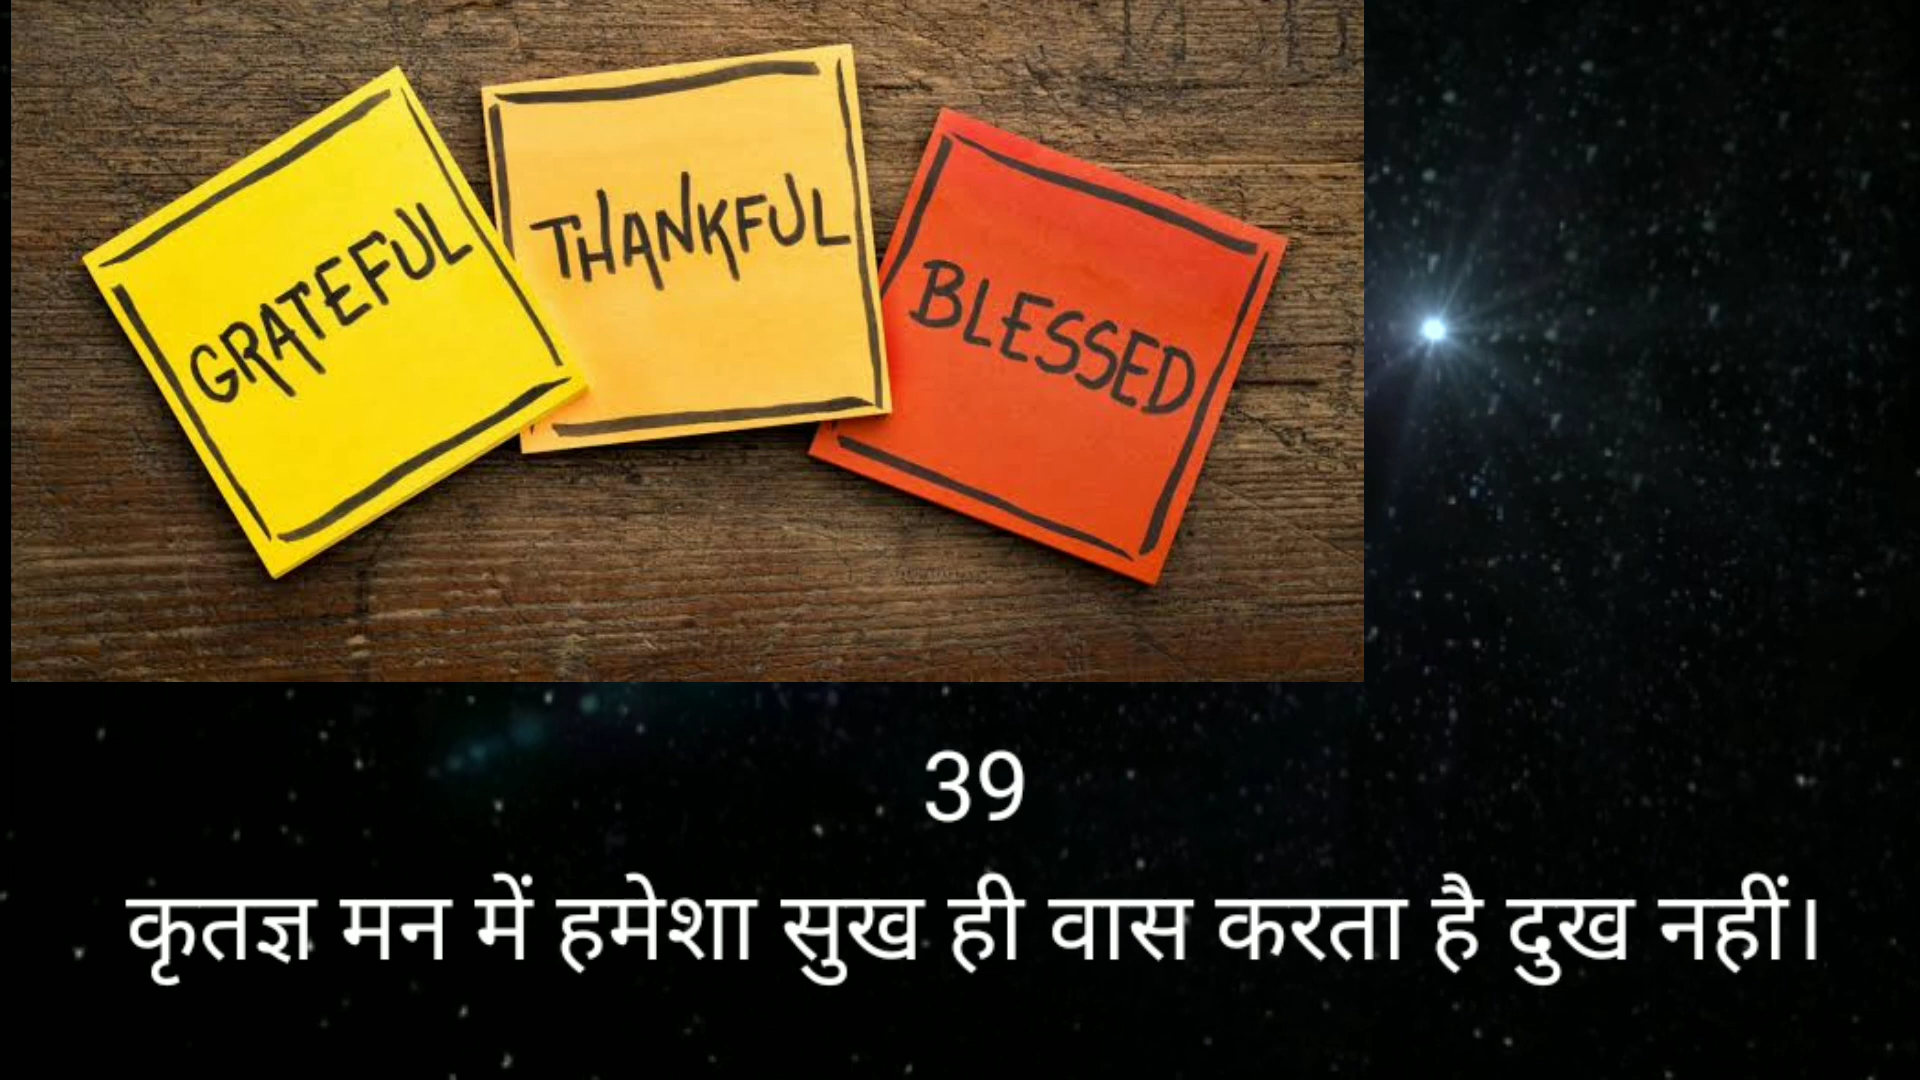 GRATEFUL
THANKFUL
BLESSED
39
कृतज्ञ मन में हमेशा सुख ही वास करता है दुख नहीं।